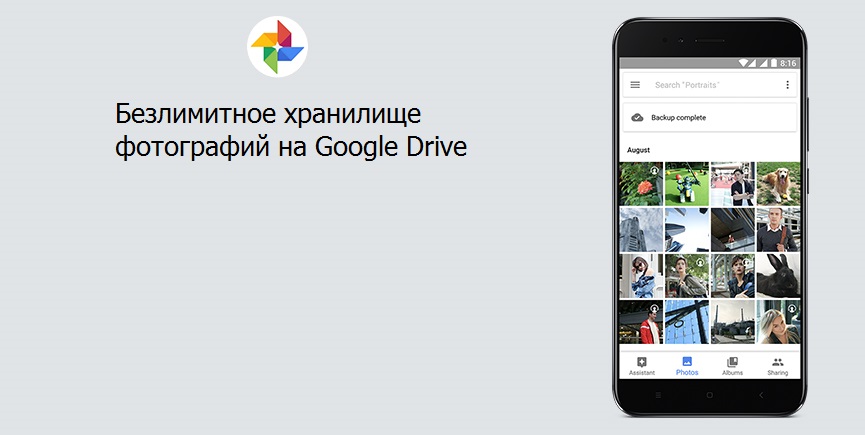 Безлимитное хранилище
фотографий на Google Drive
8:16
Search "Portraits"
Backup complete
August
Assistant
Photos
Albums
Sharing